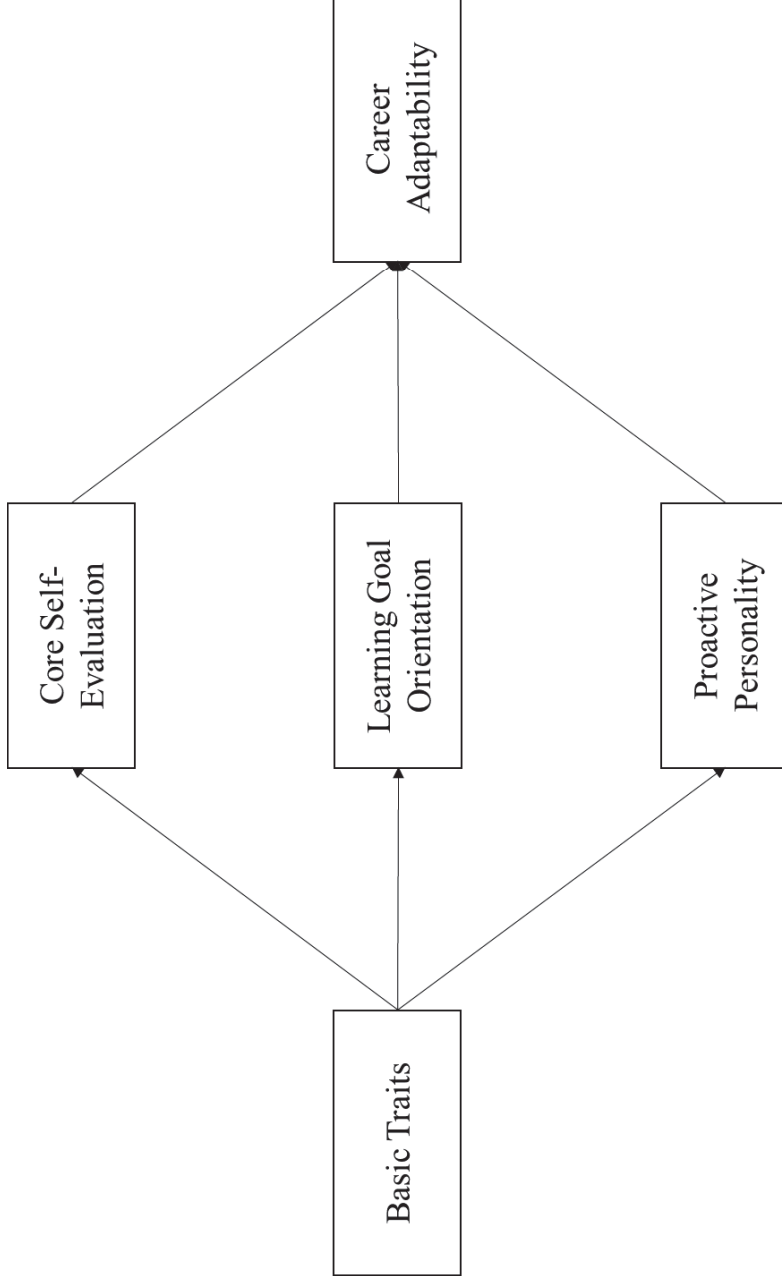 Basic Traits
Core Self-
Evaluation
Learning Goal
Orientation
Proactive
Personality
Career
Adaptability